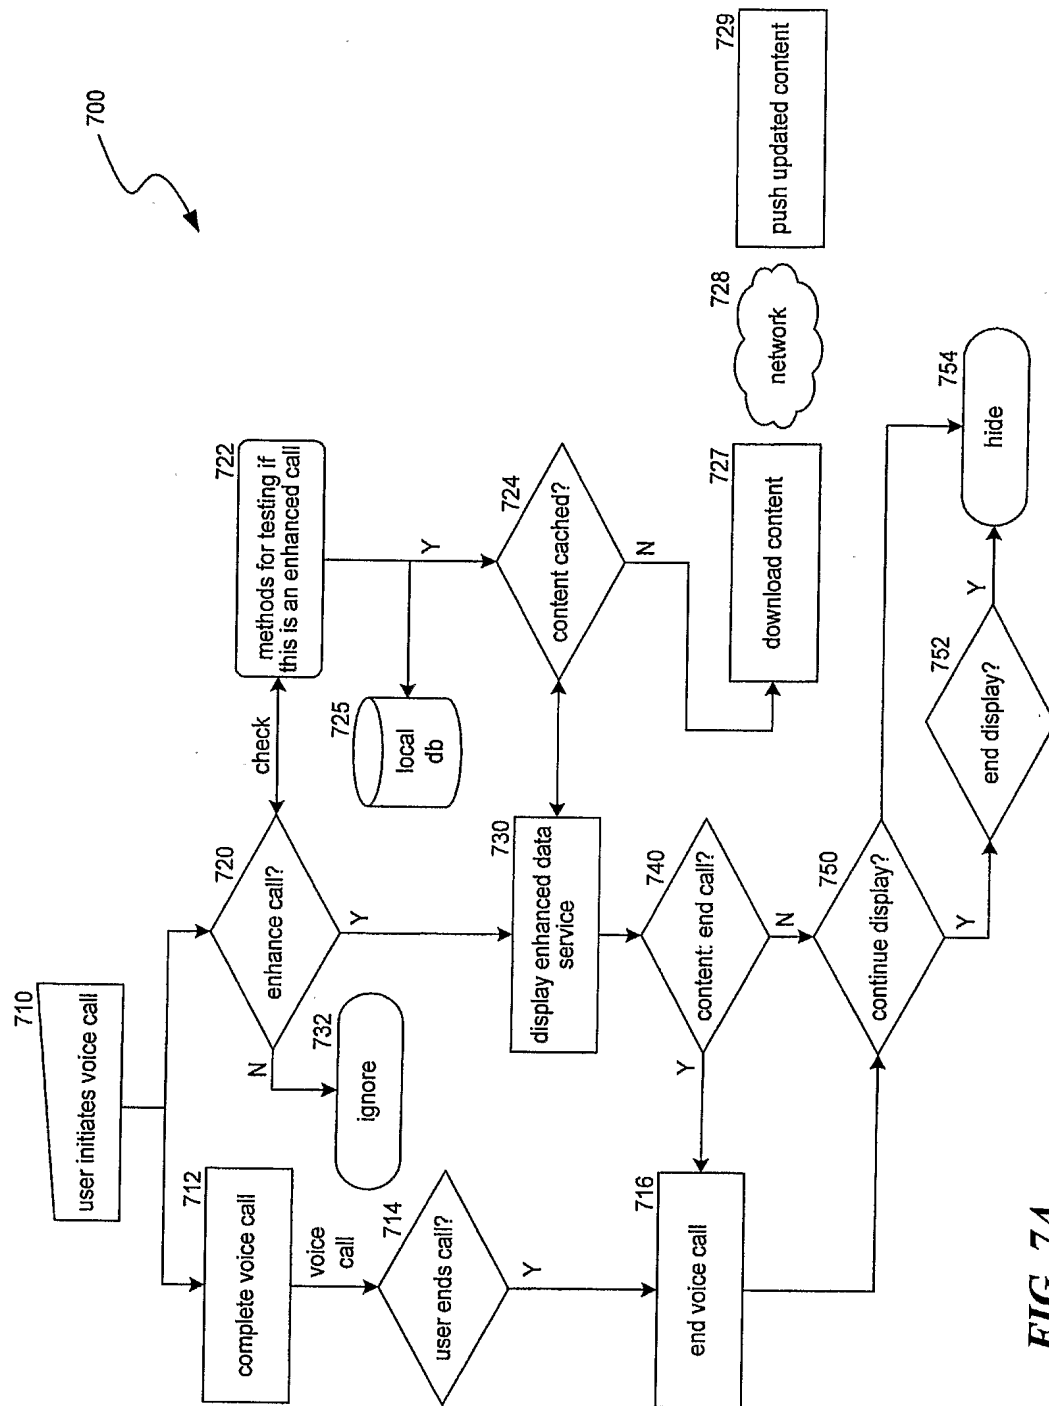 700
710
user initiates voice call
712
complete voice call
voice
call
714
user ends call?
Y
716
end voice call
720
enhance call?
N
Y
732
ignore
check
722
methods for testing if
this is an enhanced call
Y
725
local
db
724
content cached?
N
727
download content
728
network
729
push updated content
730
display enhanced data
service
740
content: end call?
Y
N
750
continue display?
Y
752
end display?
Y
754
hide
FIG. 7A